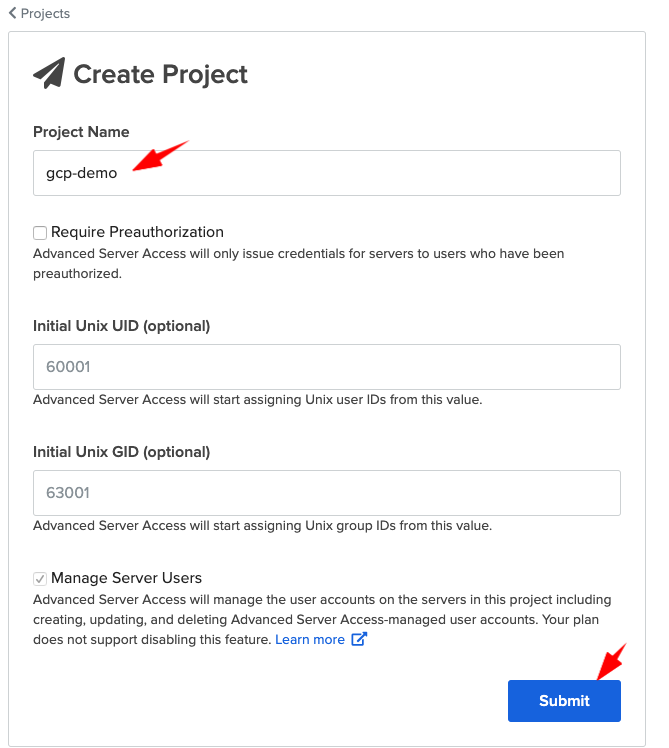 Projects
Create Project
Project Name
gcp-demo
Require Preauthorization
Advanced Server Access will only issue credentials for servers to users who have been
preauthorized.
Initial Unix UID (optional)
60001
Advanced Server Access will start assigning Unix user IDs from this value.
Initial Unix GID (optional)
63001
Advanced Server Access will start assigning Unix group IDs from this value.
Manage Server Users
Advanced Server Access will manage the user accounts on the servers in this project including
creating, updating, and deleting Advanced Server Access-managed user accounts. Your plan
does not support disabling this feature. Learn more
Submit